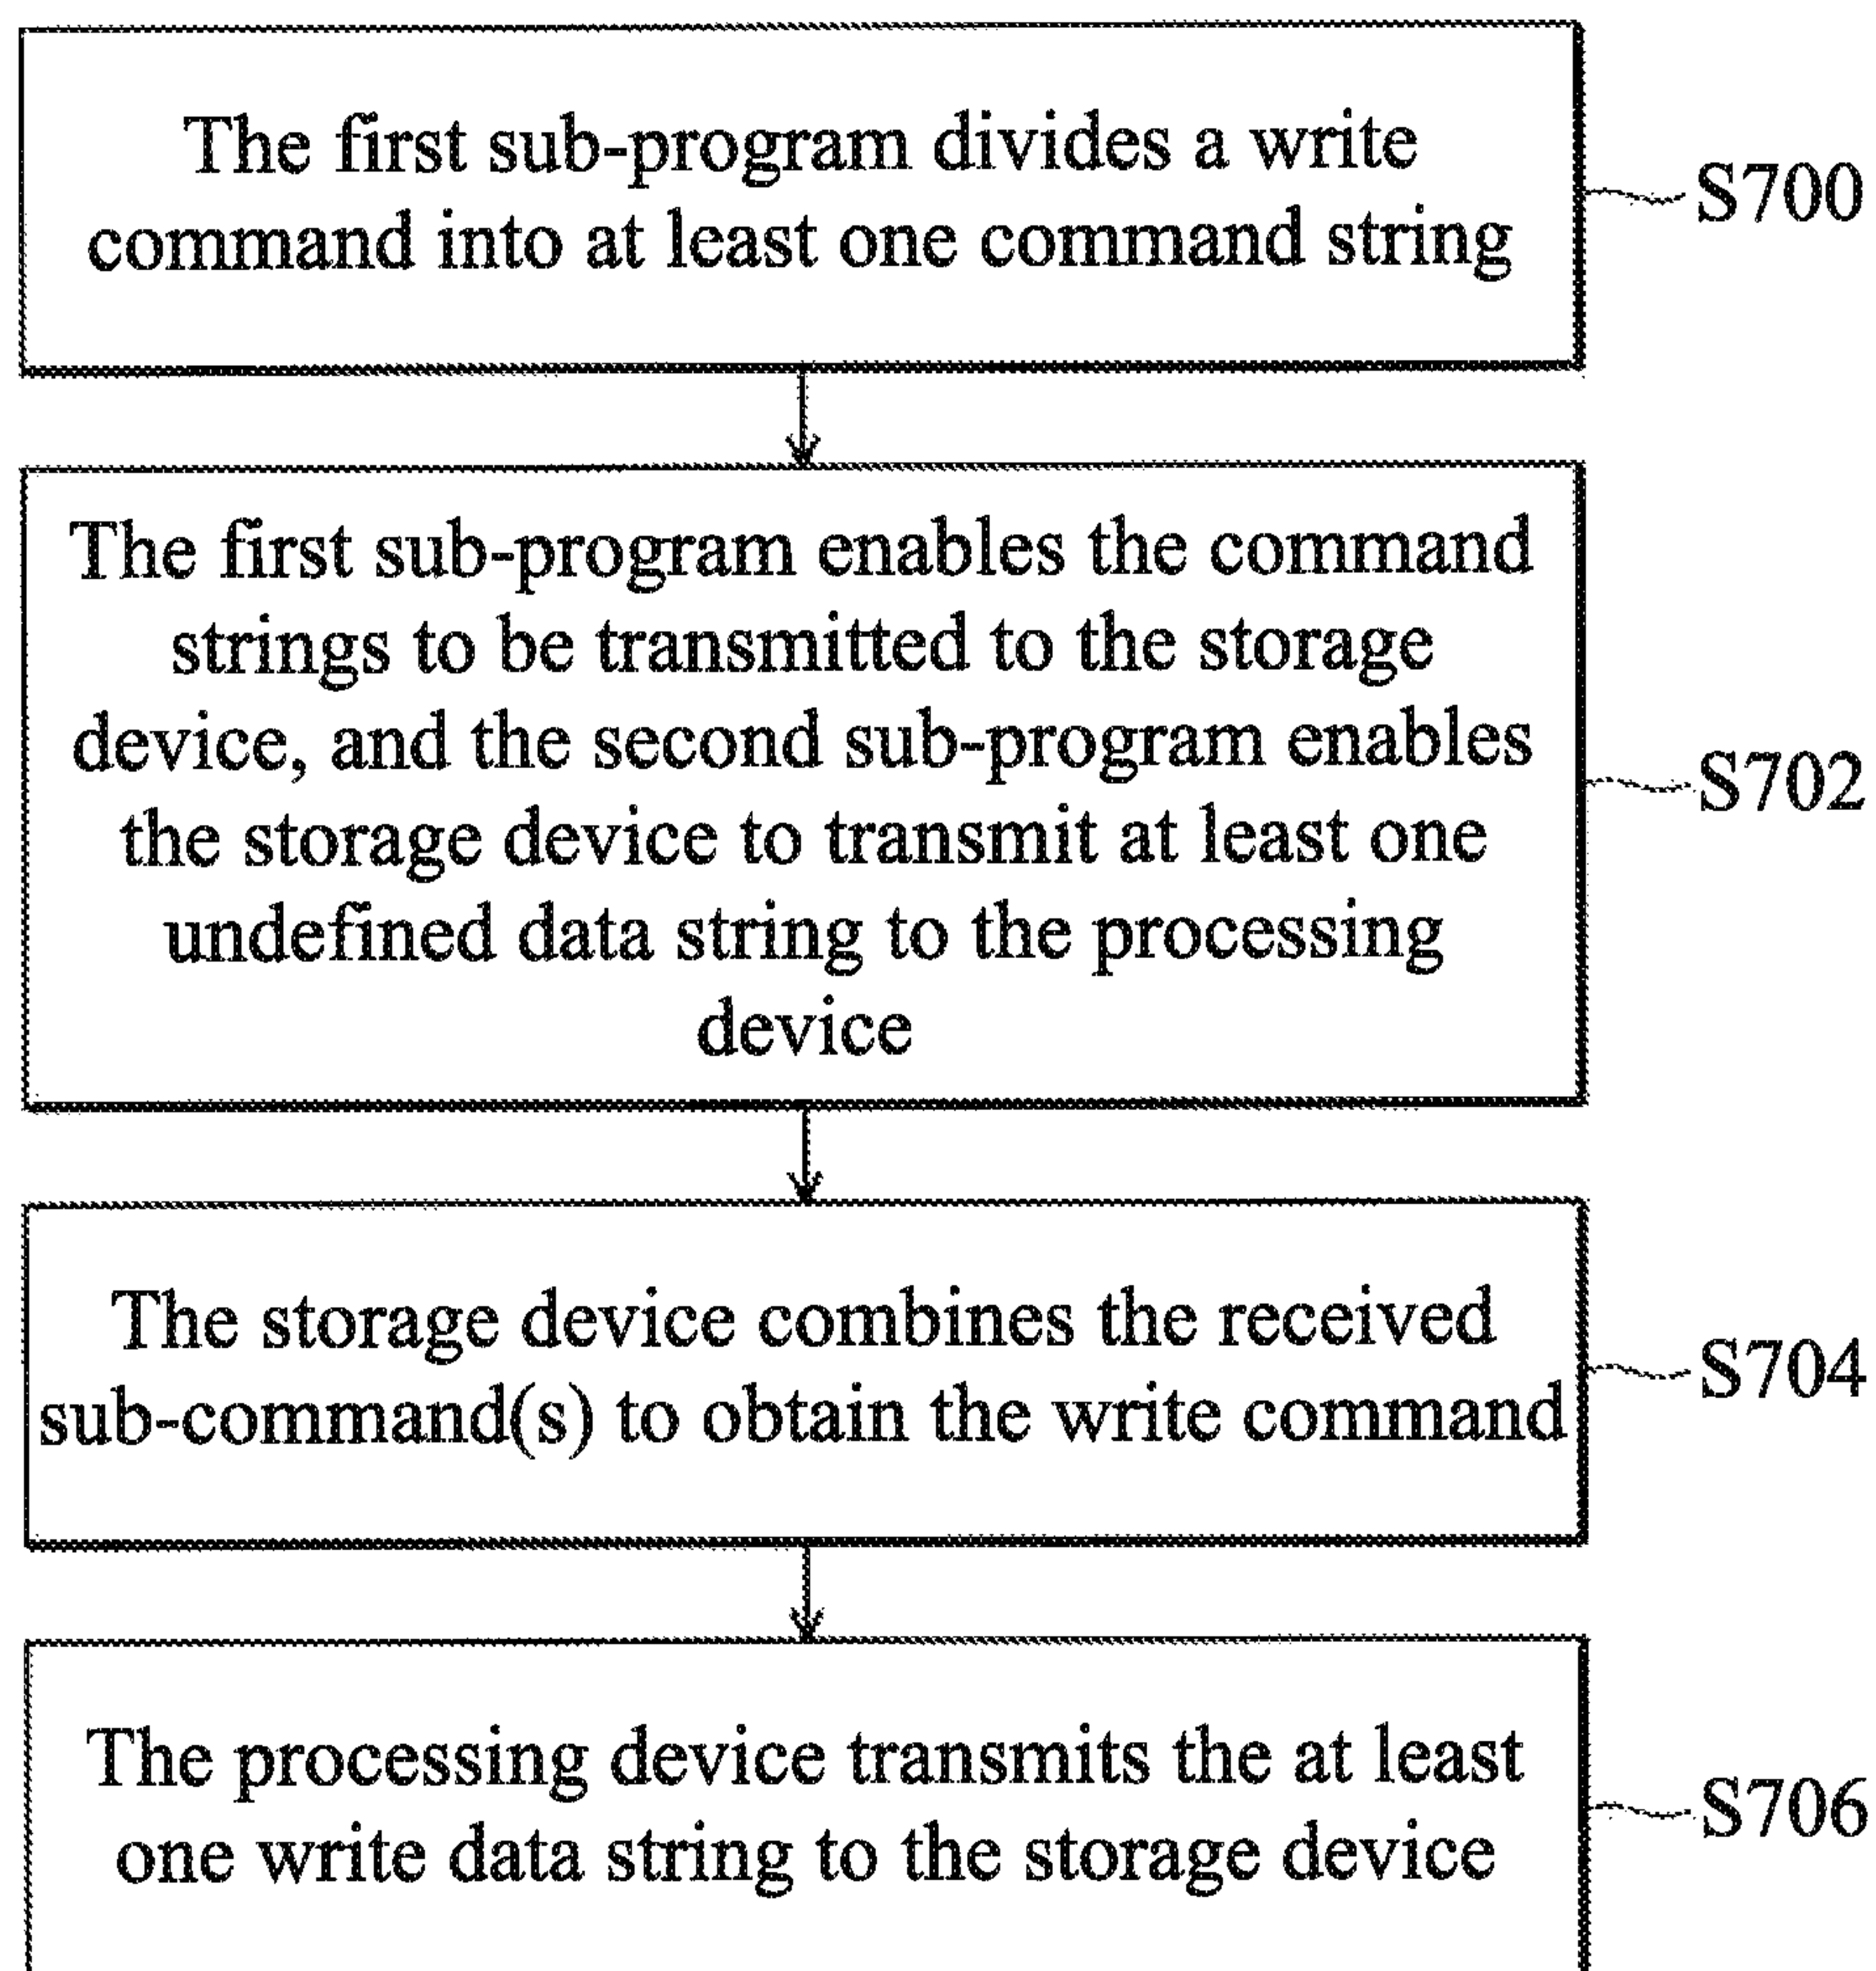 The first sub-program divides a write
command into at least one command string
S700
The first sub-program enables the command
strings to be transmitted to the storage
device, and the second sub-program enables
the storage device to transmit at least one
undefined data string to the processing
device
S702
The storage device combines the received
sub-command(s) to obtain the write command
S704
The processing device transmits the at least
one write data string to the storage device
S706